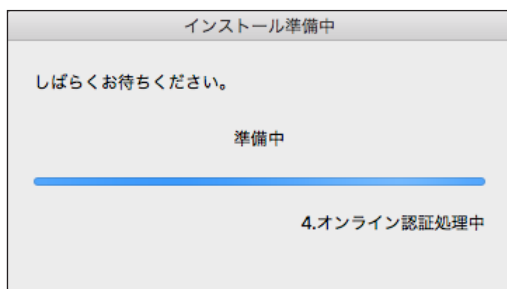 インストール準備中
しばらくお待ちください。
準備中
4.オンライン認証処理中